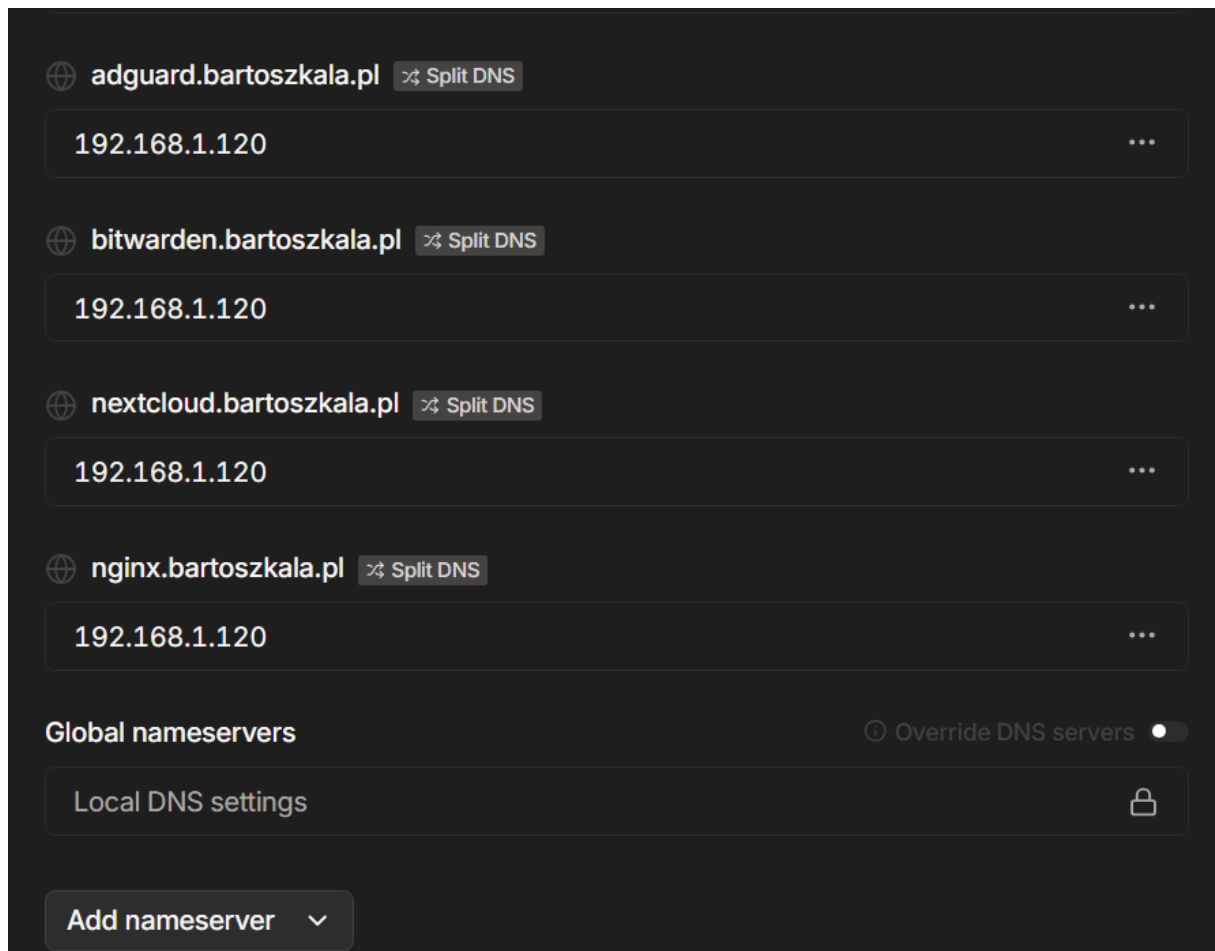 adguard.bartoszkala.pl Split DNS
192.168.1.120
bitwarden.bartoszkala.pl Split DNS
192.168.1.120
nextcloud.bartoszkala.pl Split DNS
192.168.1.120
nginx.bartoszkala.pl Split DNS
192.168.1.120
Global nameservers Override DNS servers
Local DNS settings
Add nameserver